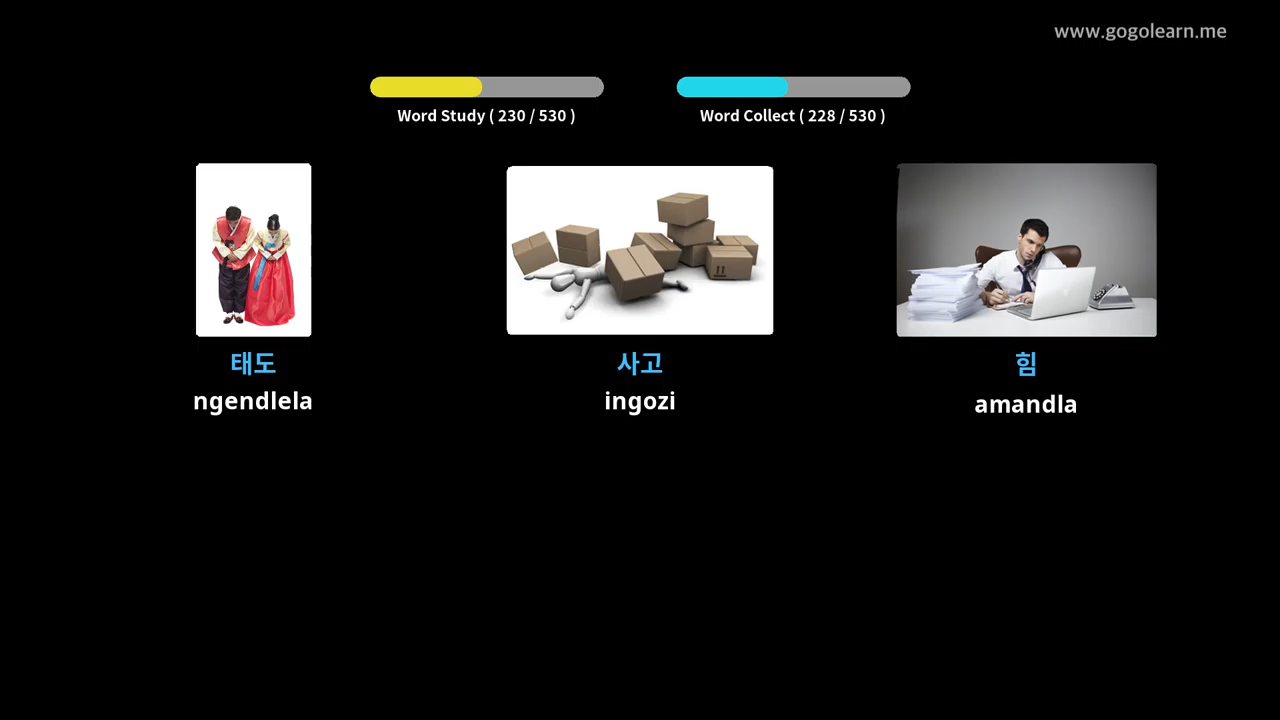 www.gogolearn.me
Word Study ( 230 / 530 )
Word Collect ( 228 / 530 )
태도
사고
힘
ngendlela
ingozi
amandla